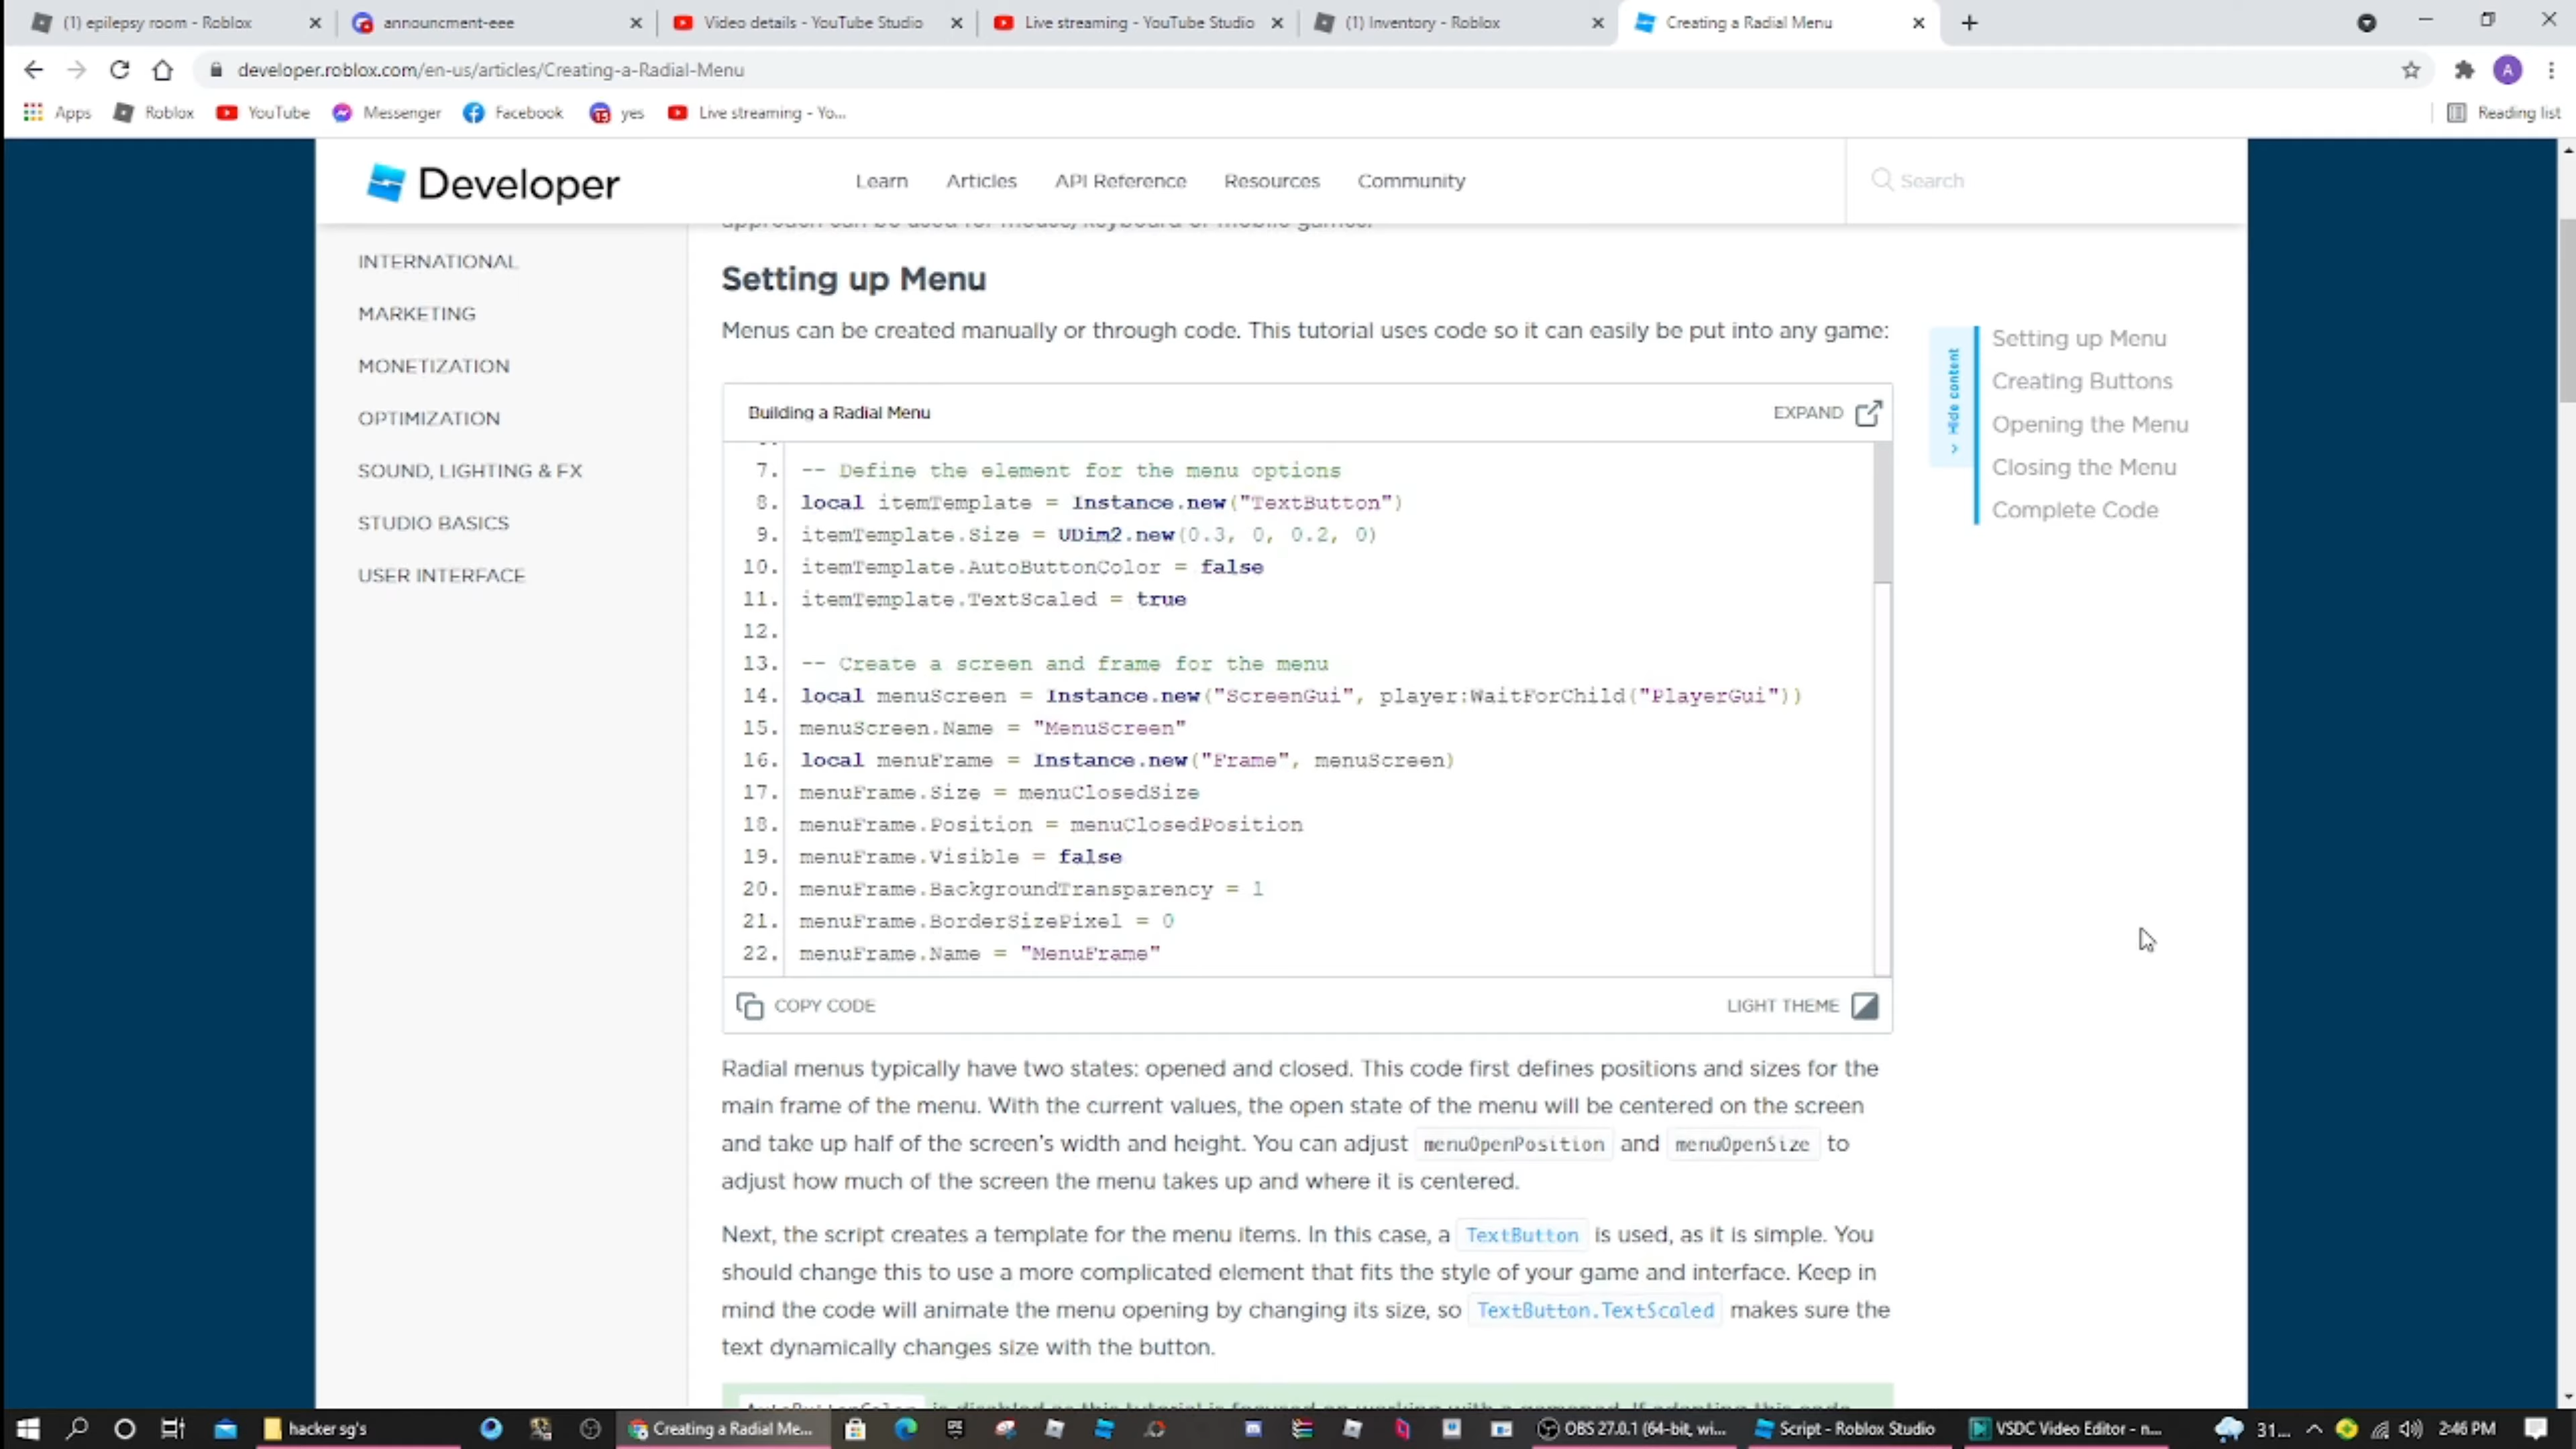 (1) epilepsy room - Roblox
announcment-eee
Video details - YouTube Studio
Live streaming - YouTube Studio
(1) Inventory - Roblox
Creating a Radial Menu
developer.roblox.com/en-us/articles/Creating-a-Radial-Menu
A
Apps
Roblox
YouTube
Messenger
Facebook
yes
Live streaming - Yo...
Reading list
Developer
Learn
Articles
API Reference
Resources
Community
Search
INTERNATIONAL
MARKETING
MONETIZATION
OPTIMIZATION
SOUND, LIGHTING & FX
STUDIO BASICS
USER INTERFACE
approach can be used for mouse, keyboard or mobile games.
Setting up Menu
Menus can be created manually or through code. This tutorial uses code so it can easily be put into any game:
Building a Radial Menu
EXPAND
7. -- Define the element for the menu options
8. local itemTemplate = Instance.new("TextButton")
9. itemTemplate.Size = UDim2.new(0.3, 0, 0.2, 0)
10. itemTemplate.AutoButtonColor = false
11. itemTemplate.TextScaled = true
12.
13. -- Create a screen and frame for the menu
14. local menuScreen = Instance.new("ScreenGui", player:WaitForChild("PlayerGui"))
15. menuScreen.Name = "MenuScreen"
16. local menuFrame = Instance.new("Frame", menuScreen)
17. menuFrame.Size = menuClosedSize
18. menuFrame.Position = menuClosedPosition
19. menuFrame.Visible = false
20. menuFrame.BackgroundTransparency = 1
21. menuFrame.BorderSizePixel = 0
22. menuFrame.Name = "MenuFrame"
COPY CODE
LIGHT THEME
Radial menus typically have two states: opened and closed. This code first defines positions and sizes for the
main frame of the menu. With the current values, the open state of the menu will be centered on the screen
and take up half of the screen's width and height. You can adjust menuOpenPosition and menuOpenSize to
adjust how much of the screen the menu takes up and where it is centered.
Next, the script creates a template for the menu items. In this case, a TextButton is used, as it is simple. You
should change this to use a more complicated element that fits the style of your game and interface. Keep in
mind the code will animate the menu opening by changing its size, so TextButton.TextScaled makes sure the
text dynamically changes size with the button.
Hide content
Setting up Menu
Creating Buttons
Opening the Menu
Closing the Menu
Complete Code
hacker sg's
Creating a Radial Me...
OBS 27.0.1 (64-bit, wi...
Script - Roblox Studio
VSDC Video Editor - n...
31...
2:46 PM